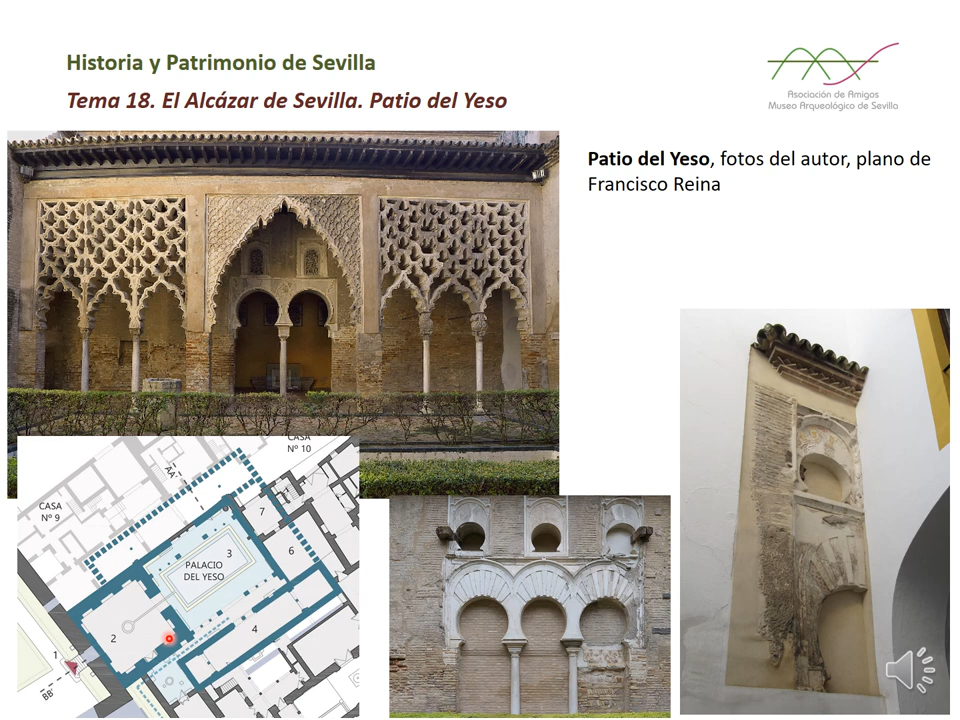 Historia y Patrimonio de Sevilla
Tema 18. El Alcázar de Sevilla. Patio del Yeso
Asociación de Amigos
Museo Arqueológico de Sevilla
Patio del Yeso, fotos del autor, plano de
Francisco Reina
CASA
Nº 10
AA'
CASA
Nº 9
7
3
6
PALACIO
DEL YESO
2
4
1
BB'